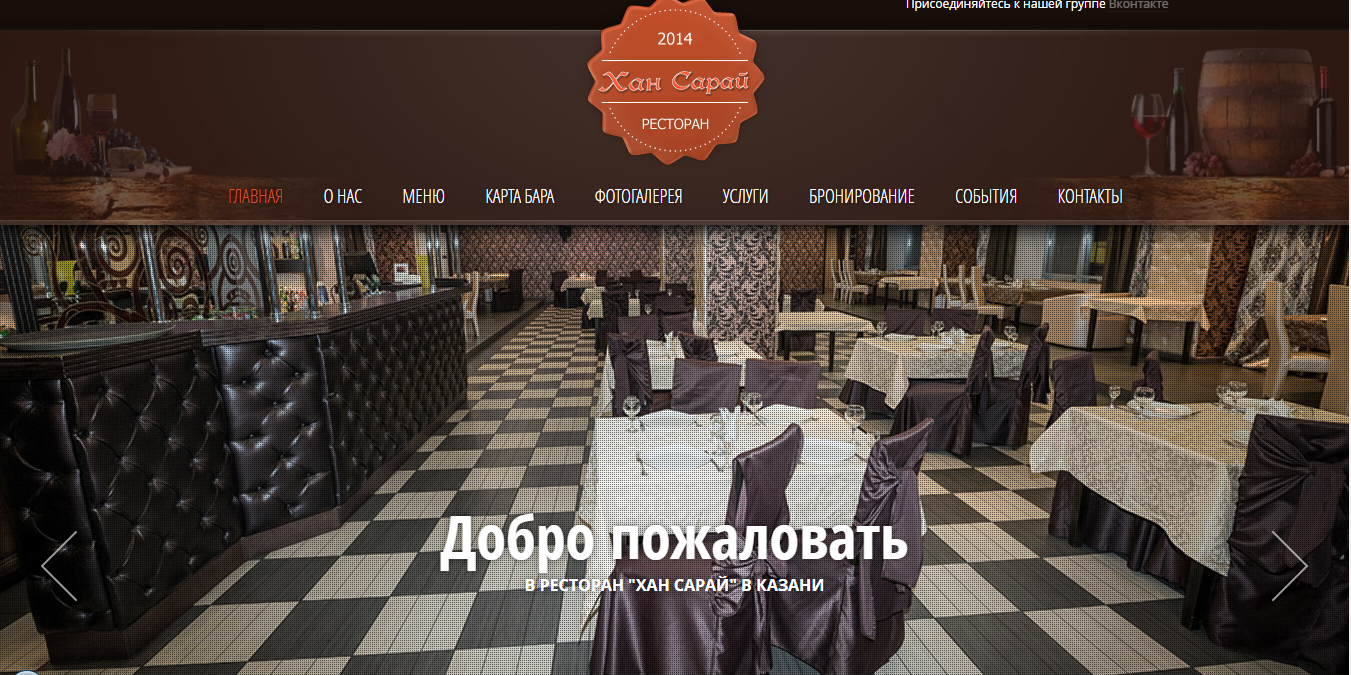 Присоединяйтесь к нашей группе Вконтакте
2014
Хан Сарай
РЕСТОРАН
ГЛАВНАЯ О НАС МЕНЮ КАРТА БАРА ФОТОГАЛЕРЕЯ УСЛУГИ БРОНИРОВАНИЕ СОБЫТИЯ КОНТАКТЫ
Добро пожаловать
В РЕСТОРАН "ХАН САРАЙ" В КАЗАНИ